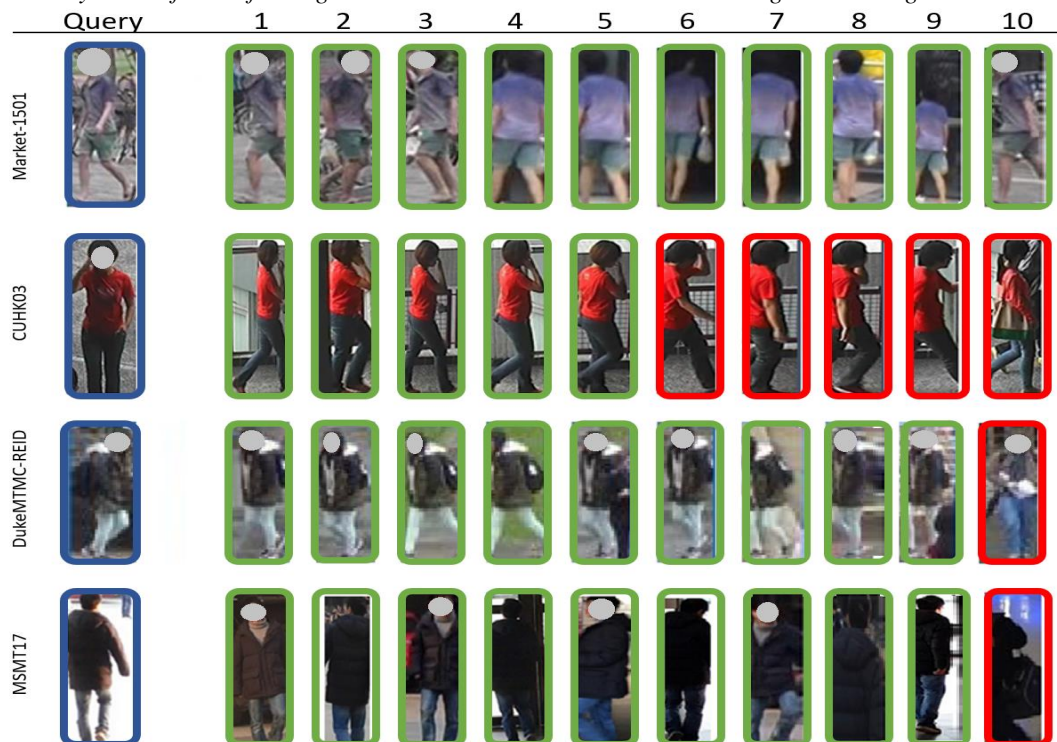 Query 1 2 3 4 5 6 7 8 9 10
Market-1501
CUHK03
DukeMTMC-REID
MSMT17